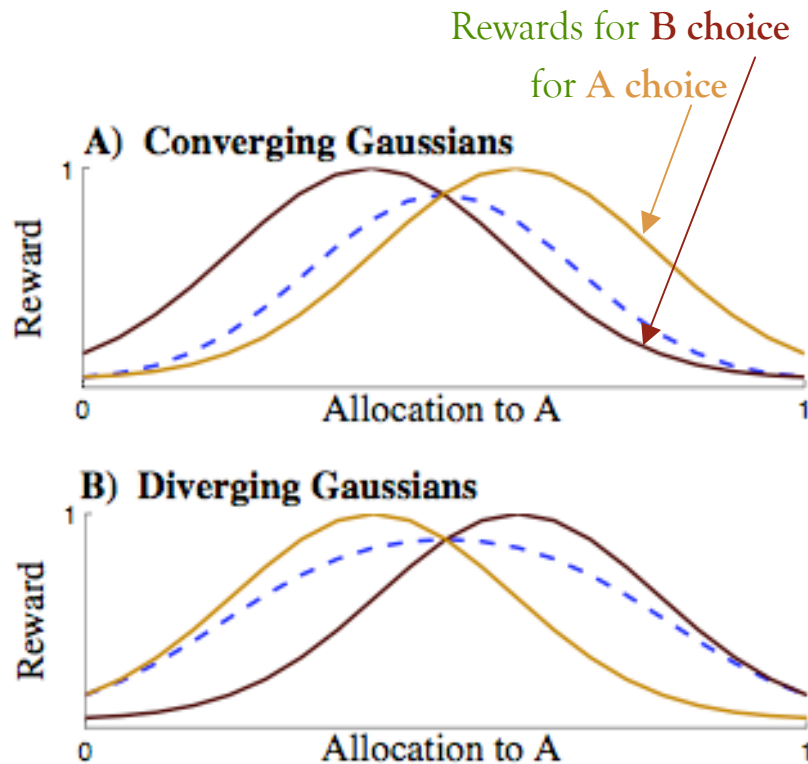 Rewards for B choice
for A choice
A) Converging Gaussians
1
Reward
0
Allocation to A
1
B) Diverging Gaussians
1
Reward
0
Allocation to A
1